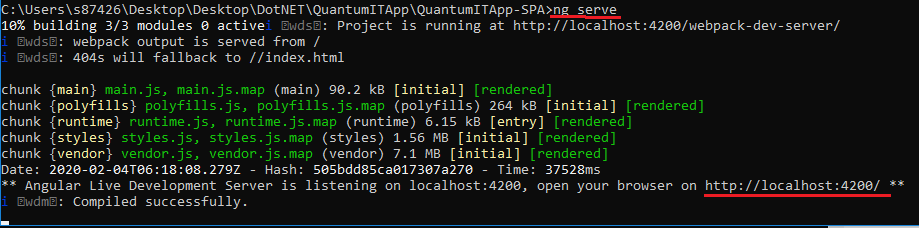 C:\Users\s87426\Desktop\Desktop\DotNET\QuantumITApp\QuantumITApp-SPA>ng serve
10% building 3/3 modules 0 activei ｢wds｣: Project is running at http://localhost:4200/webpack-dev-server/
i ｢wds｣: webpack output is served from /
i ｢wds｣: 404s will fallback to //index.html
chunk {main} main.js, main.js.map (main) 90.2 kB [initial] [rendered]
chunk {polyfills} polyfills.js, polyfills.js.map (polyfills) 264 kB [initial] [rendered]
chunk {runtime} runtime.js, runtime.js.map (runtime) 6.15 kB [entry] [rendered]
chunk {styles} styles.js, styles.js.map (styles) 1.56 MB [initial] [rendered]
chunk {vendor} vendor.js, vendor.js.map (vendor) 7.1 MB [initial] [rendered]
Date: 2020-02-04T06:18:08.279Z - Hash: 505bdd85ca017307a270 - Time: 37528ms
** Angular Live Development Server is listening on localhost:4200, open your browser on http://localhost:4200/ **
i ｢wdm｣: Compiled successfully.